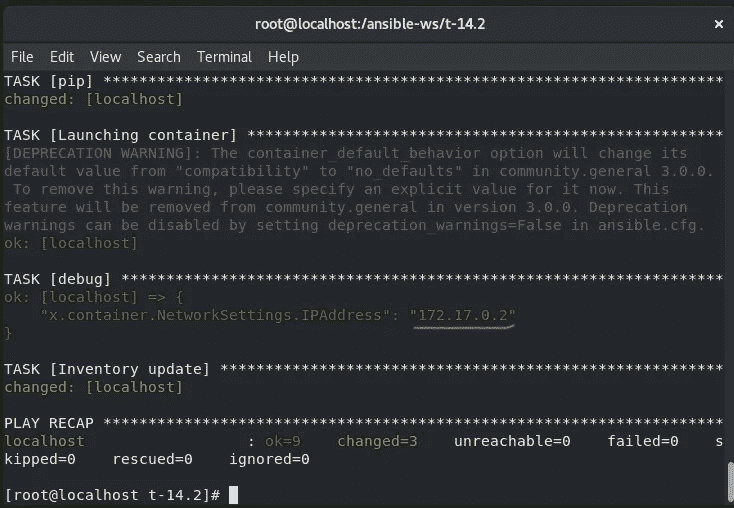 root@localhost:/ansible-ws/t-14.2
×
File Edit View Search Terminal Help
TASK [pip] *********************************************************************
changed: [localhost]
TASK [Launching container] *****************************************************
[DEPRECATION WARNING]: The container_default_behavior option will change its
default value from "compatibility" to "no_defaults" in community.general 3.0.0.
 To remove this warning, please specify an explicit value for it now. This
feature will be removed from community.general in version 3.0.0. Deprecation
warnings can be disabled by setting deprecation_warnings=False in ansible.cfg.
ok: [localhost]
TASK [debug] *******************************************************************
ok: [localhost] => {
    "x.container.NetworkSettings.IPAddress": "172.17.0.2"
}
TASK [Inventory update] ********************************************************
changed: [localhost]
PLAY RECAP *********************************************************************
localhost                  : ok=9    changed=3    unreachable=0    failed=0    s
kipped=0    rescued=0    ignored=0
[root@localhost t-14.2]#